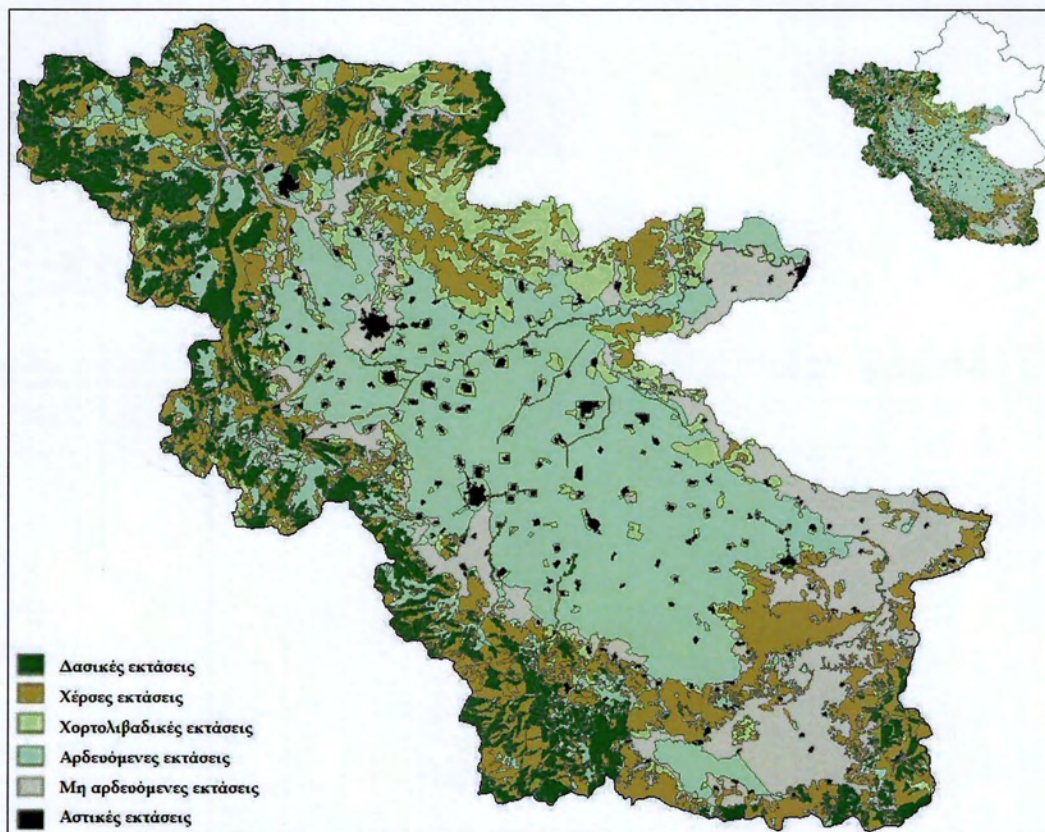 Δασικές εκτάσεις
Χέρσες εκτάσεις
Χορτολιβαδικές εκτάσεις
Αρδευόμενες εκτάσεις
Μη αρδευόμενες εκτάσεις
Αστικές εκτάσεις